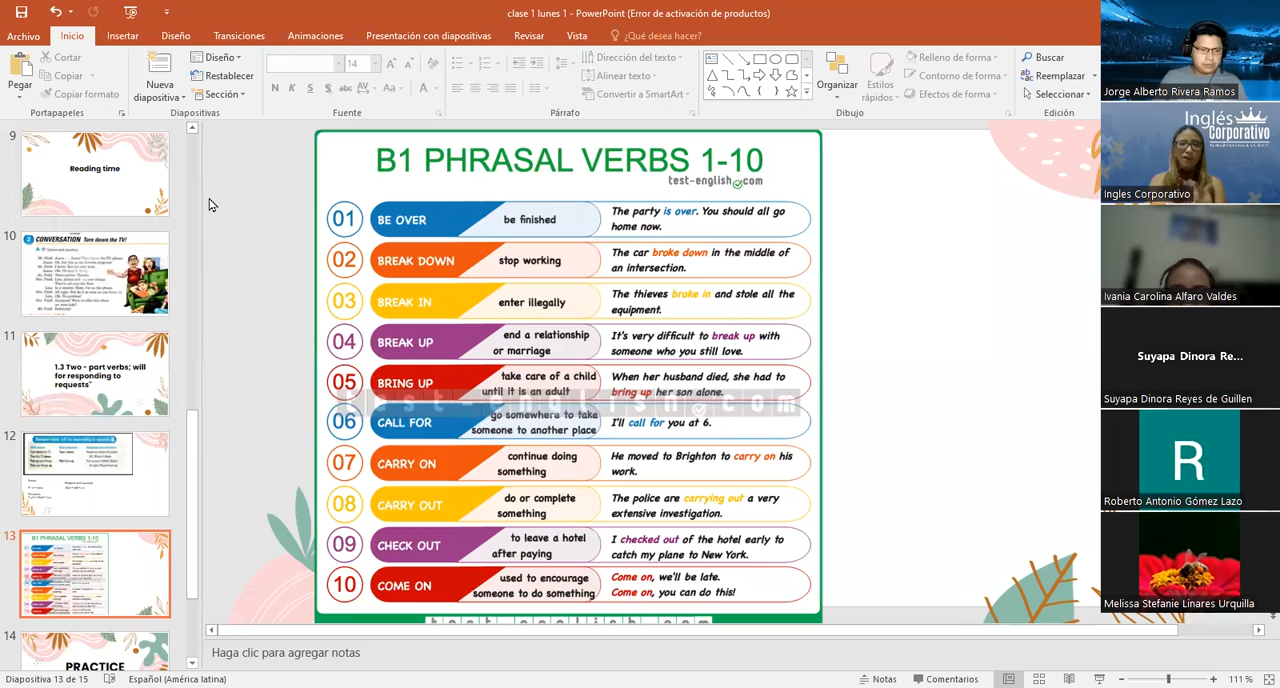 clase 1 lunes 1 - PowerPoint (Error de activación de productos)
Archivo
Inicio
Insertar
Diseño
Transiciones
Animaciones
Presentación con diapositivas
Revisar
Vista
¿Qué desea hacer?
Pegar
Cortar
Copiar
Copiar formato
Portapapeles
Nueva
diapositiva
Diseño
Restablecer
Sección
Diapositivas
14
N K S S abc AV Aa A
Fuente
Párrafo
Dirección del texto
Alinear texto
Convertir a SmartArt
Organizar
Estilos
rápidos
Relleno de forma
Contorno de forma
Efectos de forma
Dibujo
Buscar
Reemplazar
Seleccionar
Edición
9
Reading time
10
CONVERSATION Turn down the TV!
11
1.3 Two - part verbs; will
for responding to
requests"
12
13
B1 PHRASAL VERBS 1-10
14
PRACTICE
B1 PHRASAL VERBS 1-10
test-english.com
01 BE OVER be finished The party is over. You should all go
home now.
02 BREAK DOWN stop working The car broke down in the middle of
an intersection.
03 BREAK IN enter illegally The thieves broke in and stole all the
equipment.
04 BREAK UP end a relationship
or marriage It's very difficult to break up with
someone who you still love.
05 BRING UP take care of a child
until it is an adult When her husband died, she had to
bring up her son alone.
06 CALL FOR go somewhere to take
someone to another place I'll call for you at 6.
07 CARRY ON continue doing
something He moved to Brighton to carry on his
work.
08 CARRY OUT do or complete
something The police are carrying out a very
extensive investigation.
09 CHECK OUT to leave a hotel
after paying I checked out of the hotel early to
catch my plane to New York.
10 COME ON used to encourage
someone to do something Come on, we'll be late.
Come on, you can do this!
test-english.com
Haga clic para agregar notas
Diapositiva 13 de 15
Español (América latina)
Notas
Comentarios
111 %
Jorge Alberto Rivera Ramos
Inglés
Corporativo
Ingles Corporativo
Ivania Carolina Alfaro Valdes
Suyapa Dinora Re...
Suyapa Dinora Reyes de Guillen
R
Roberto Antonio Gómez Lazo
Melissa Stefanie Linares Urquilla